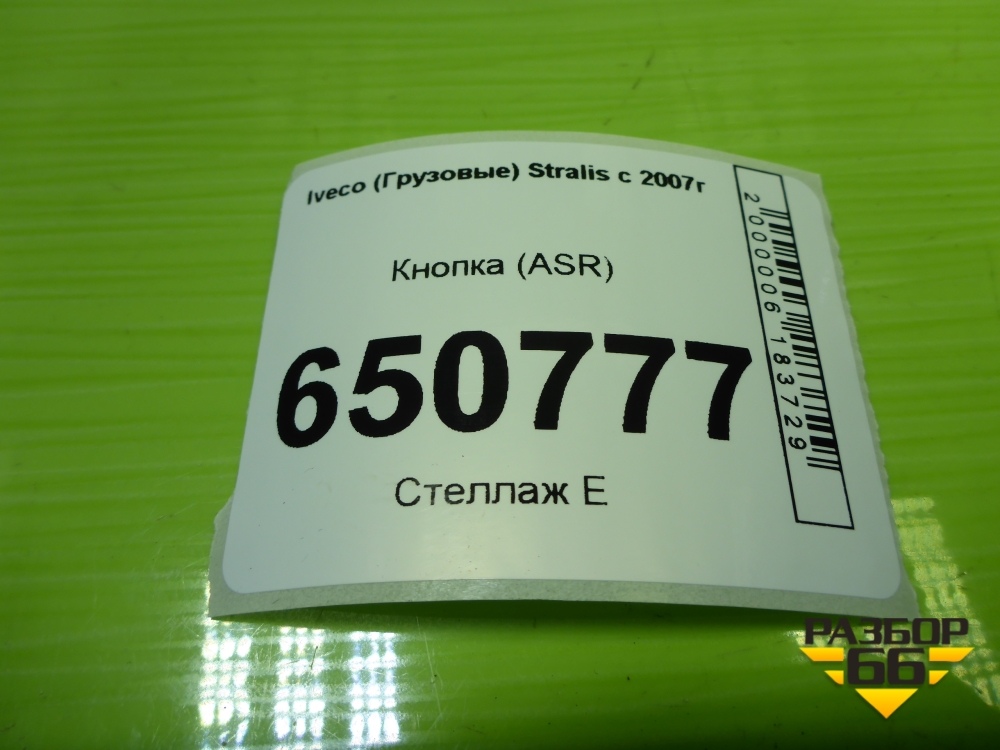 Iveco (Грузовые) Stralis с 2007г
Кнопка (ASR)
650777
Стеллаж Е
2000006183729
РАЗБОР
66